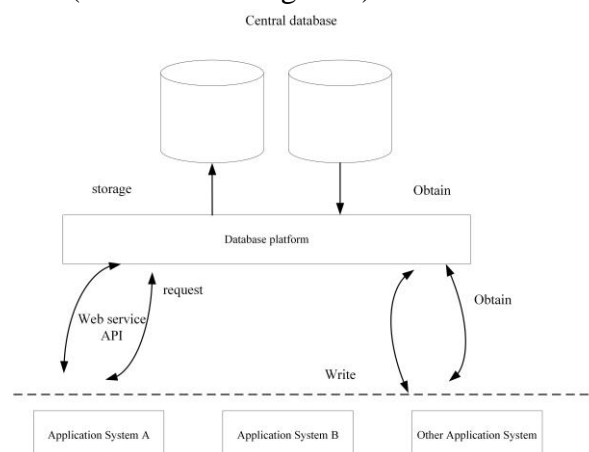 Central database
storage
Obtain
Database platform
request
Web service
API
Obtain
Write
Application System A
Application System B
Other Application System